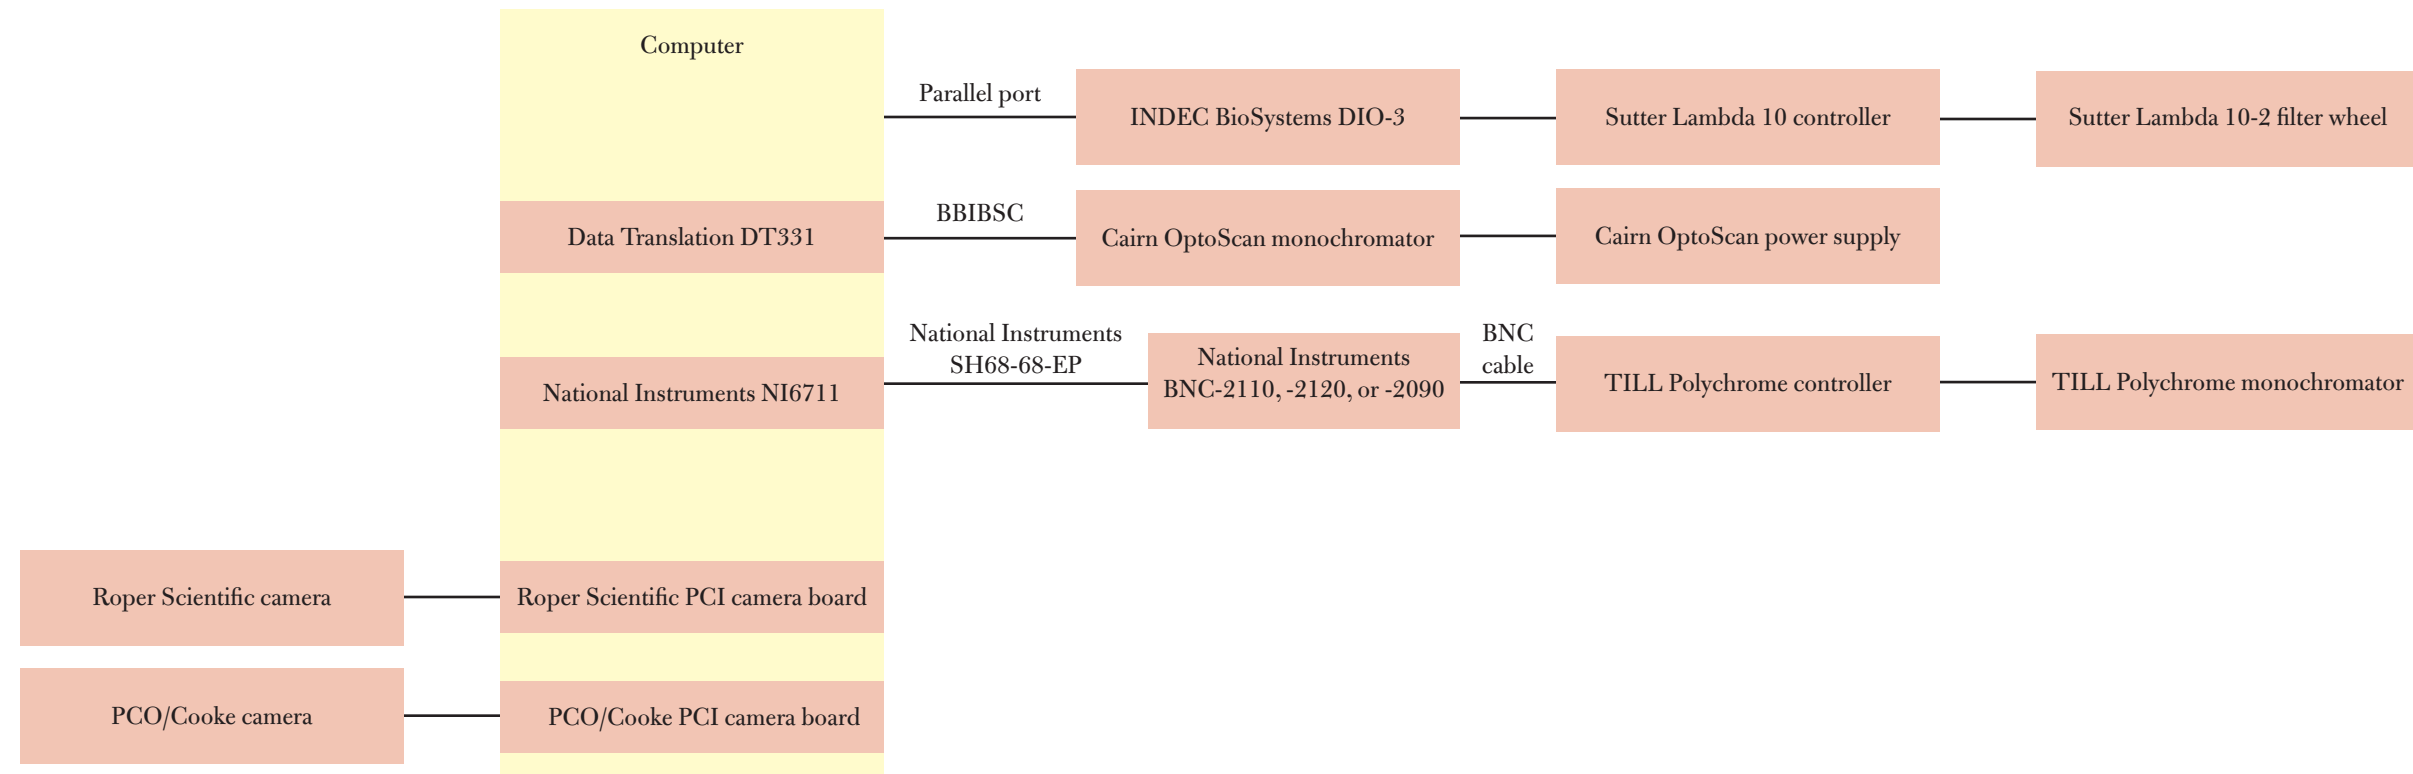 Computer
Parallel port
INDEC BioSystems DIO-3
Sutter Lambda 10 controller
Sutter Lambda 10-2 filter wheel
Data Translation DT331
BBIBSC
Cairn OptoScan monochromator
Cairn OptoScan power supply
National Instruments NI6711
National Instruments
SH68-68-EP
National Instruments
BNC-2110, -2120, or -2090
BNC
cable
TILL Polychrome controller
TILL Polychrome monochromator
Roper Scientific camera
Roper Scientific PCI camera board
PCO/Cooke camera
PCO/Cooke PCI camera board